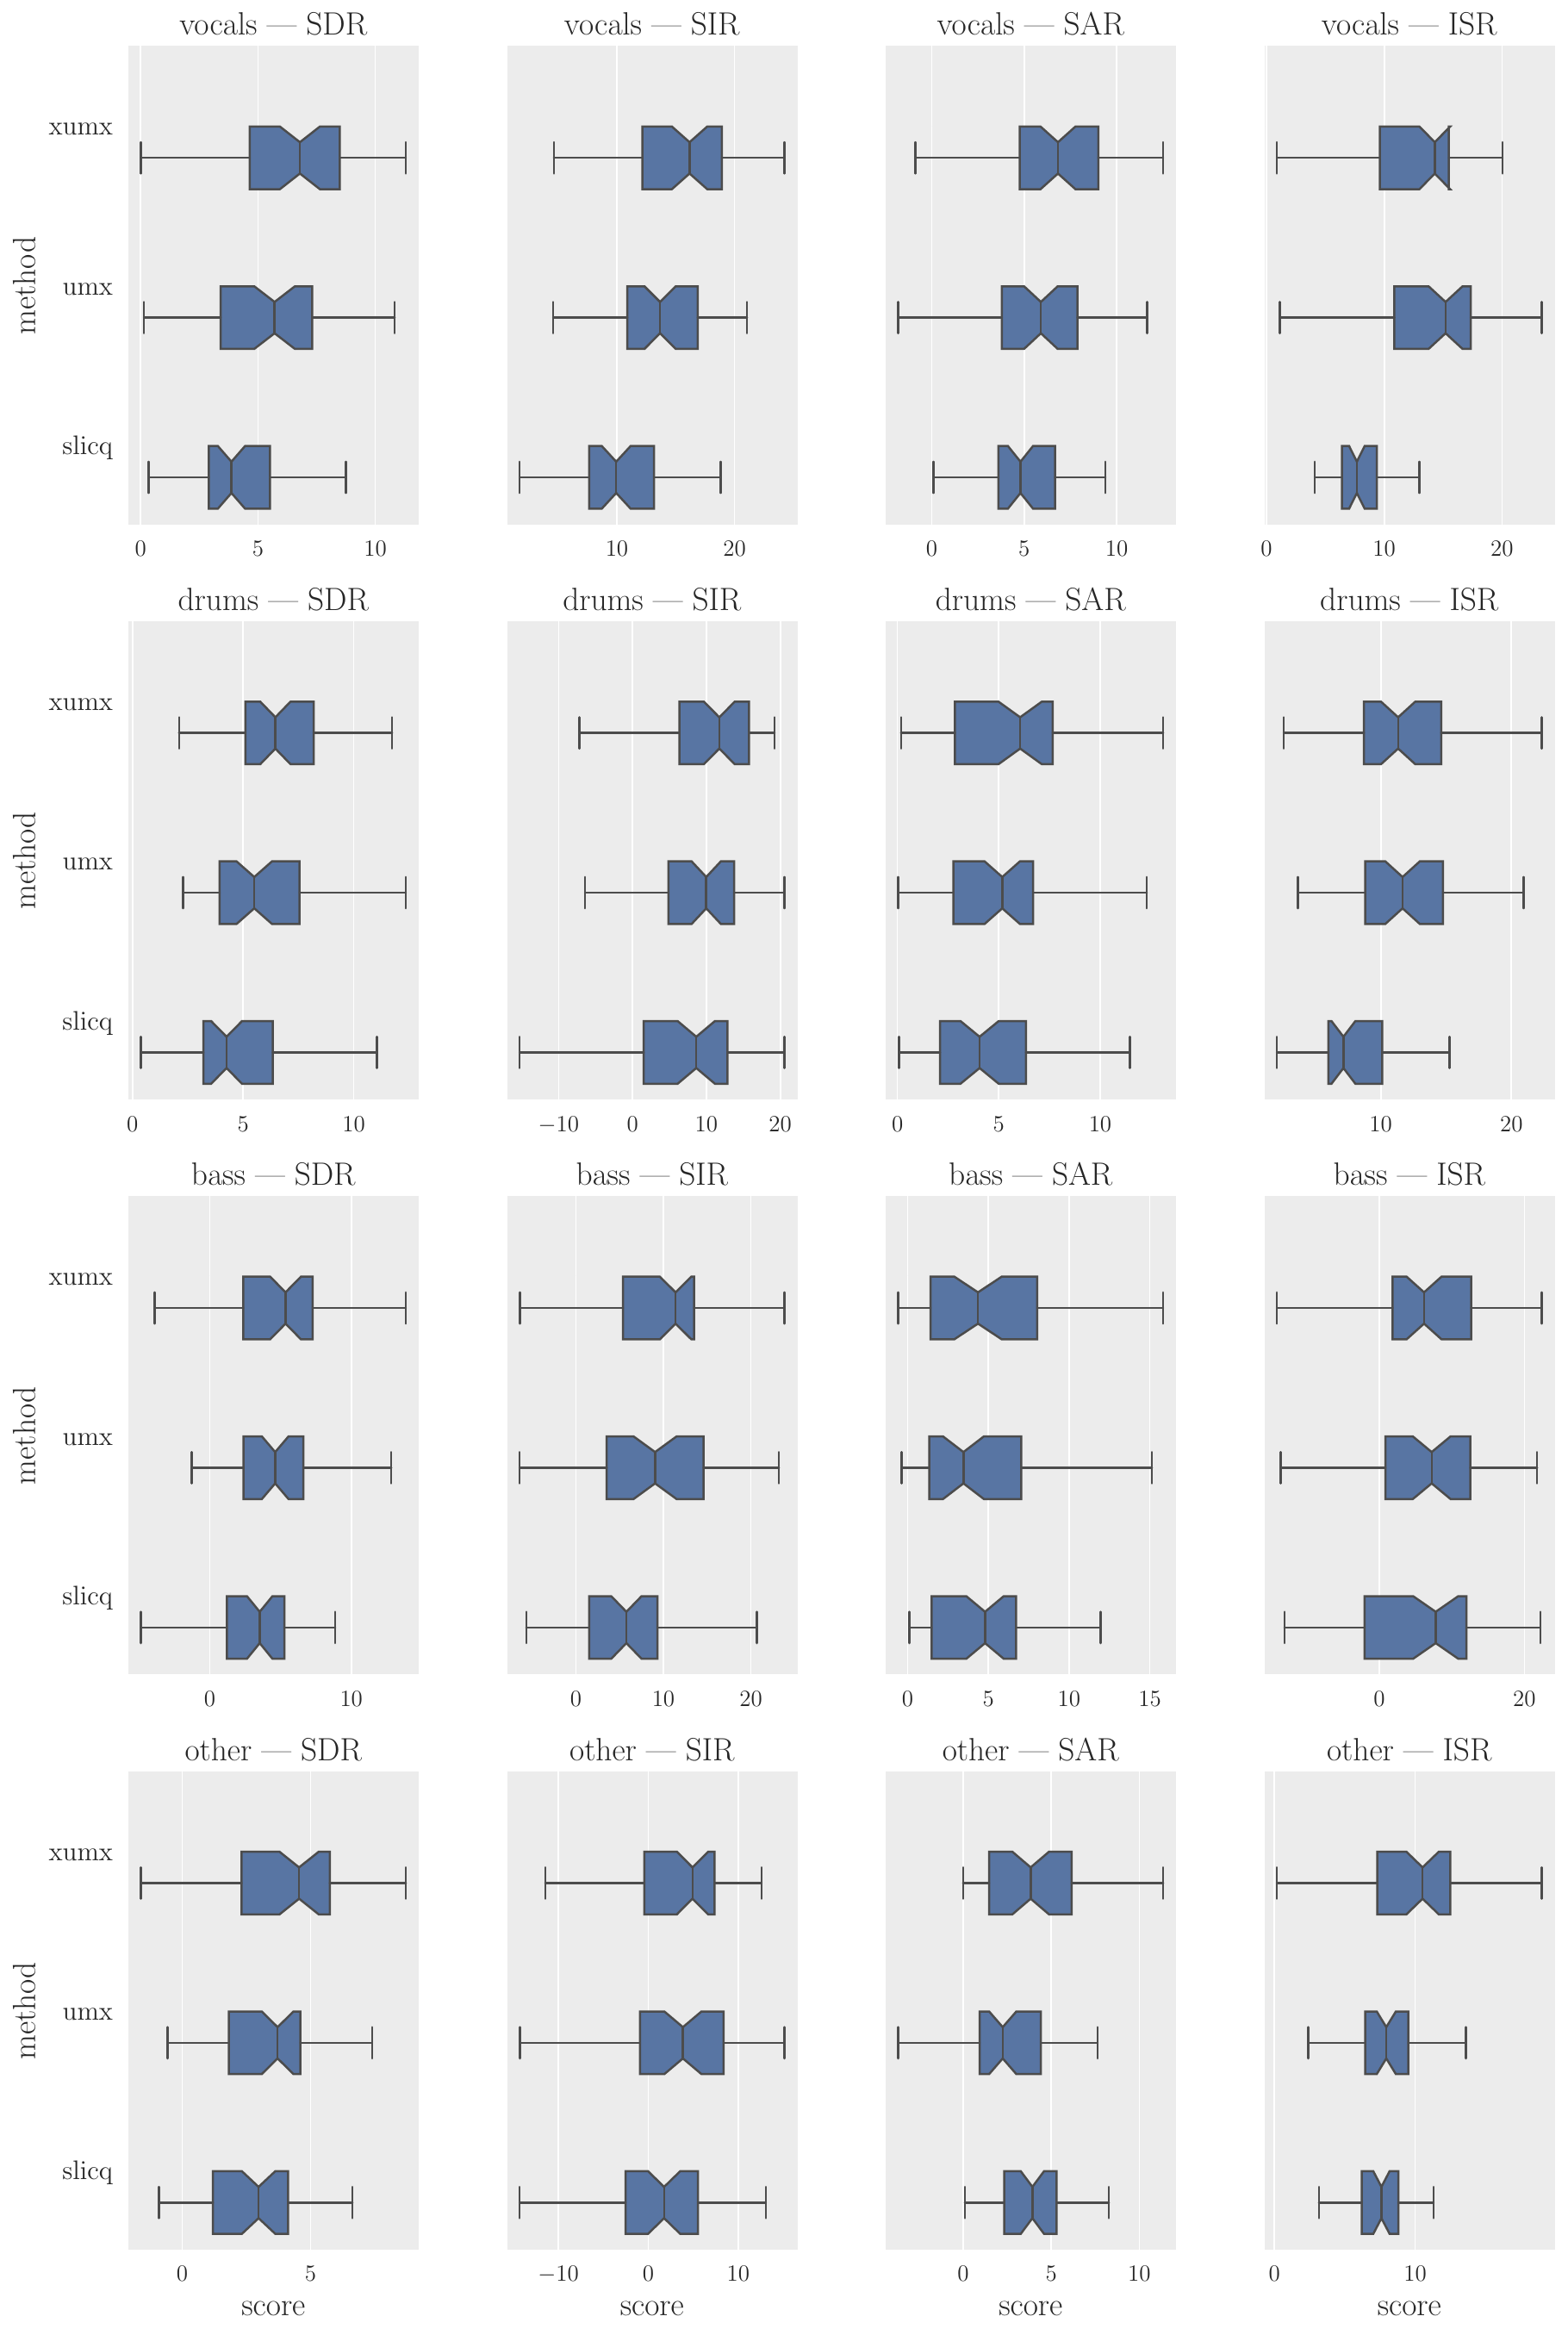 vocals — SDR
vocals — SIR
vocals — SAR
vocals — ISR
method
xumx
umx
slicq
0 5 10
10 20
0 5 10
0 10 20
drums — SDR
drums — SIR
drums — SAR
drums — ISR
method
xumx
umx
slicq
0 5 10
−10 0 10 20
0 5 10
10 20
bass — SDR
bass — SIR
bass — SAR
bass — ISR
method
xumx
umx
slicq
0 10
0 10 20
0 5 10 15
0 20
other — SDR
other — SIR
other — SAR
other — ISR
method
xumx
umx
slicq
0 5
−10 0 10
0 5 10
0 10
score
score
score
score